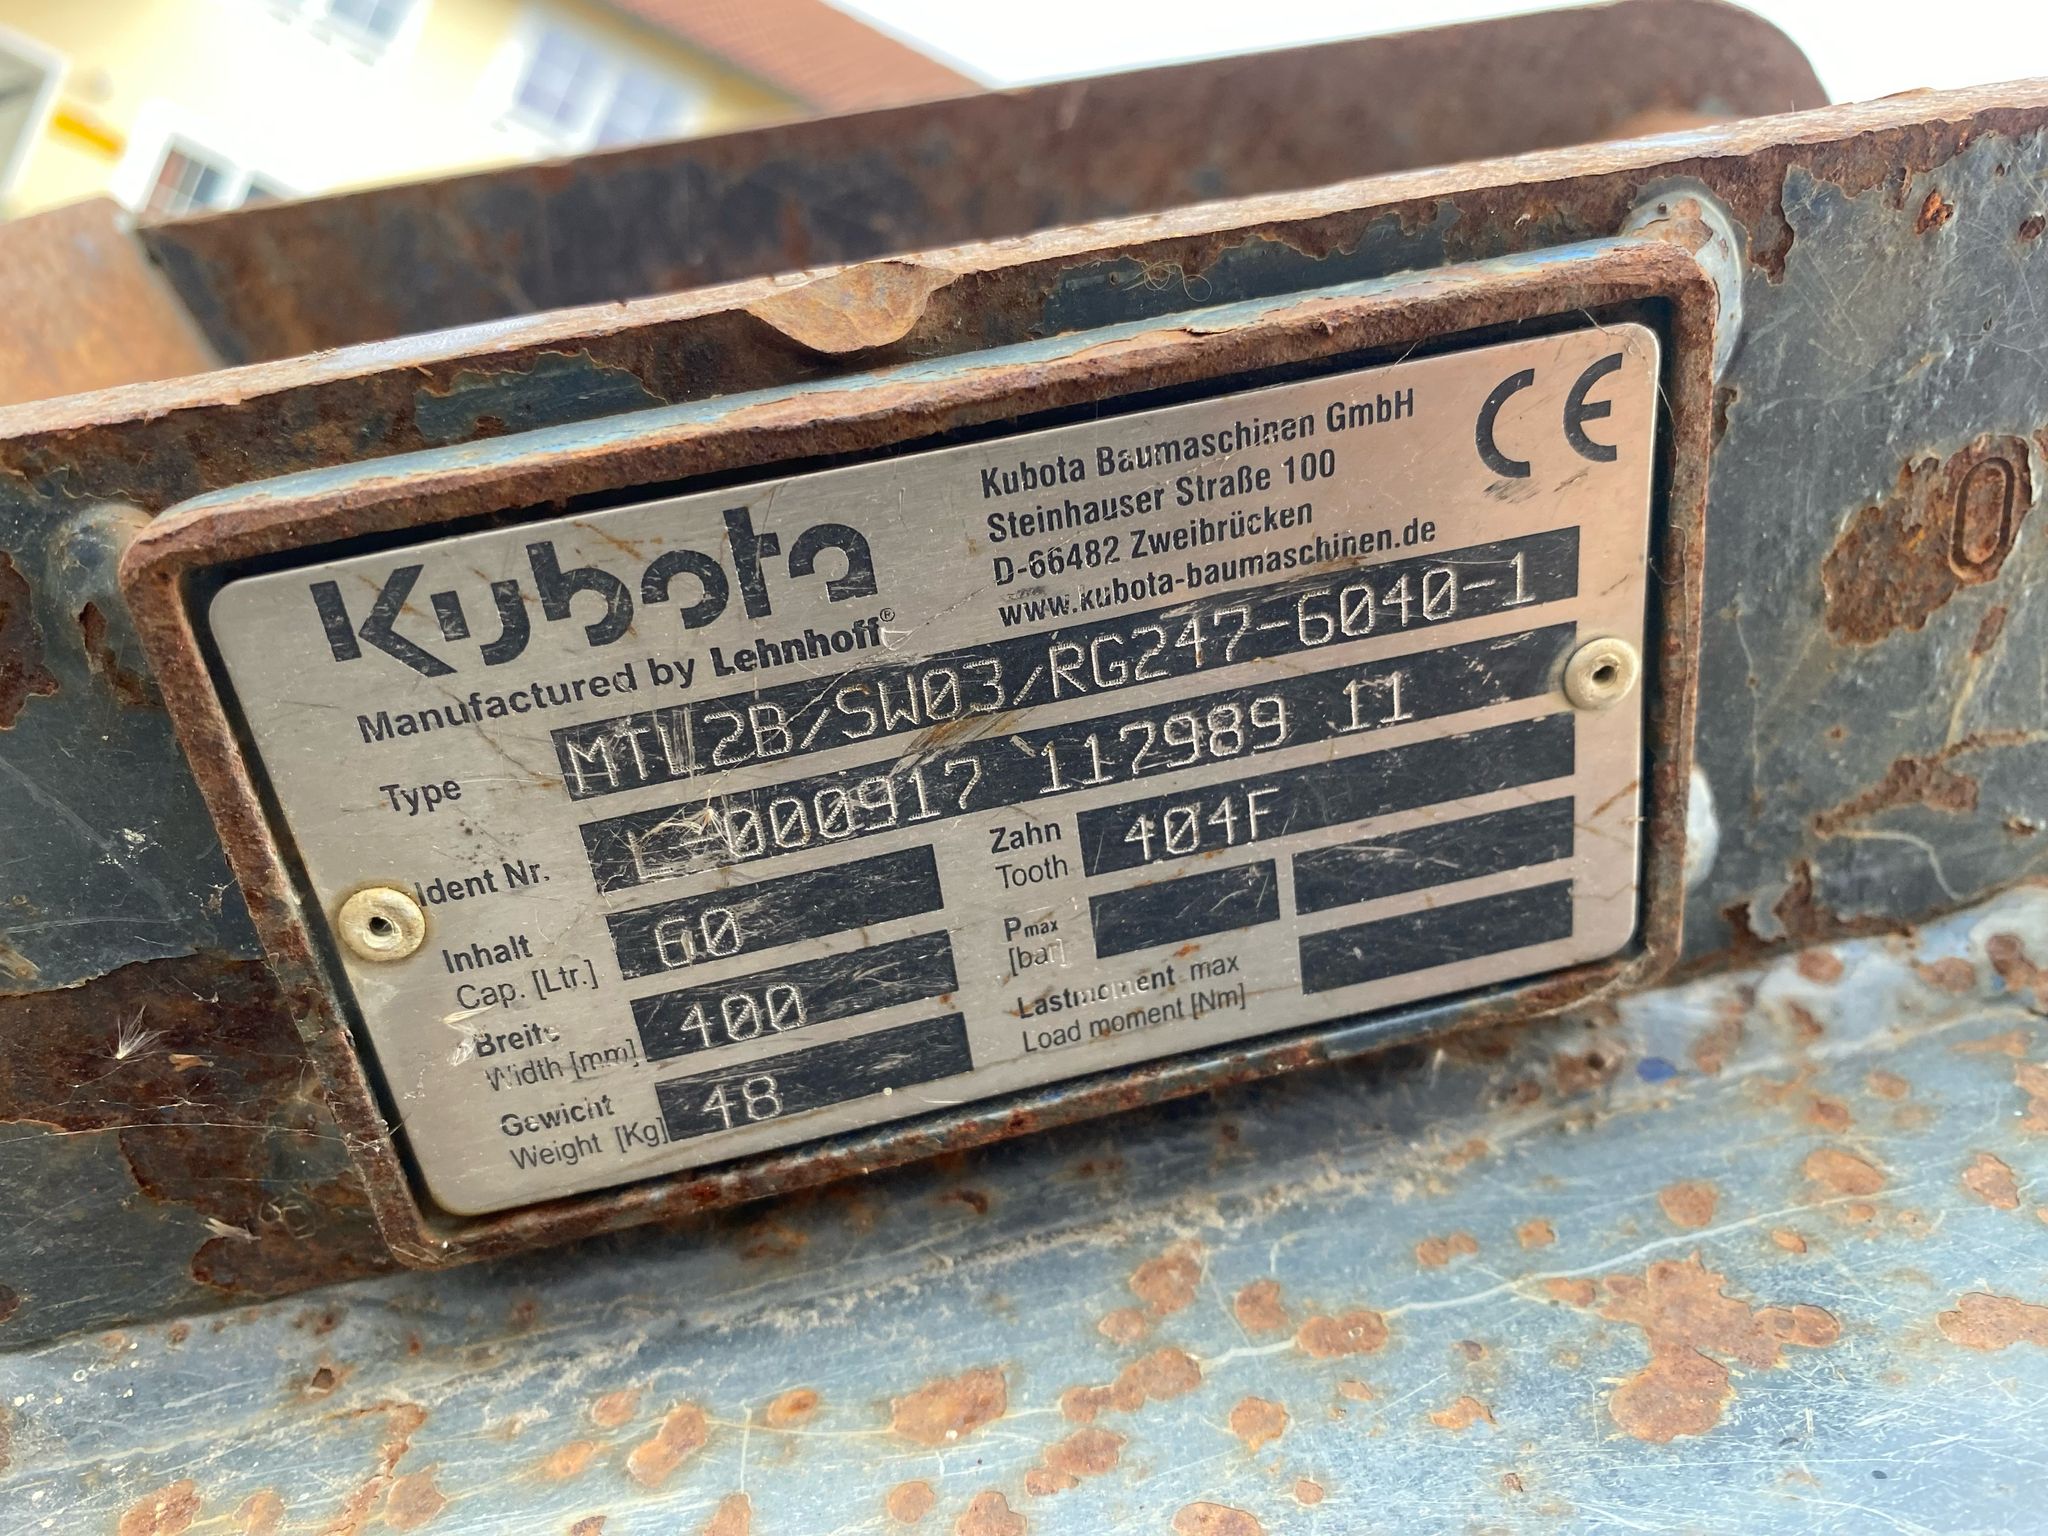 Kubota
Manufactured by Lehnhoff®
Kubota Baumaschinen GmbH
Steinhauser Straße 100
D-66482 Zweibrücken
www.kubota-baumaschinen.de
CE
Type MTL2B/SW03/RG247-6040-1
Ident Nr. L-000917 112989 11
Inhalt
Cap. [Ltr.] 60
Breite
Width [mm] 400
Gewicht
Weight [Kg] 48
Zahn
Tooth 404F
Pmax
[bar]
Lastmoment max
Load moment [Nm]
0